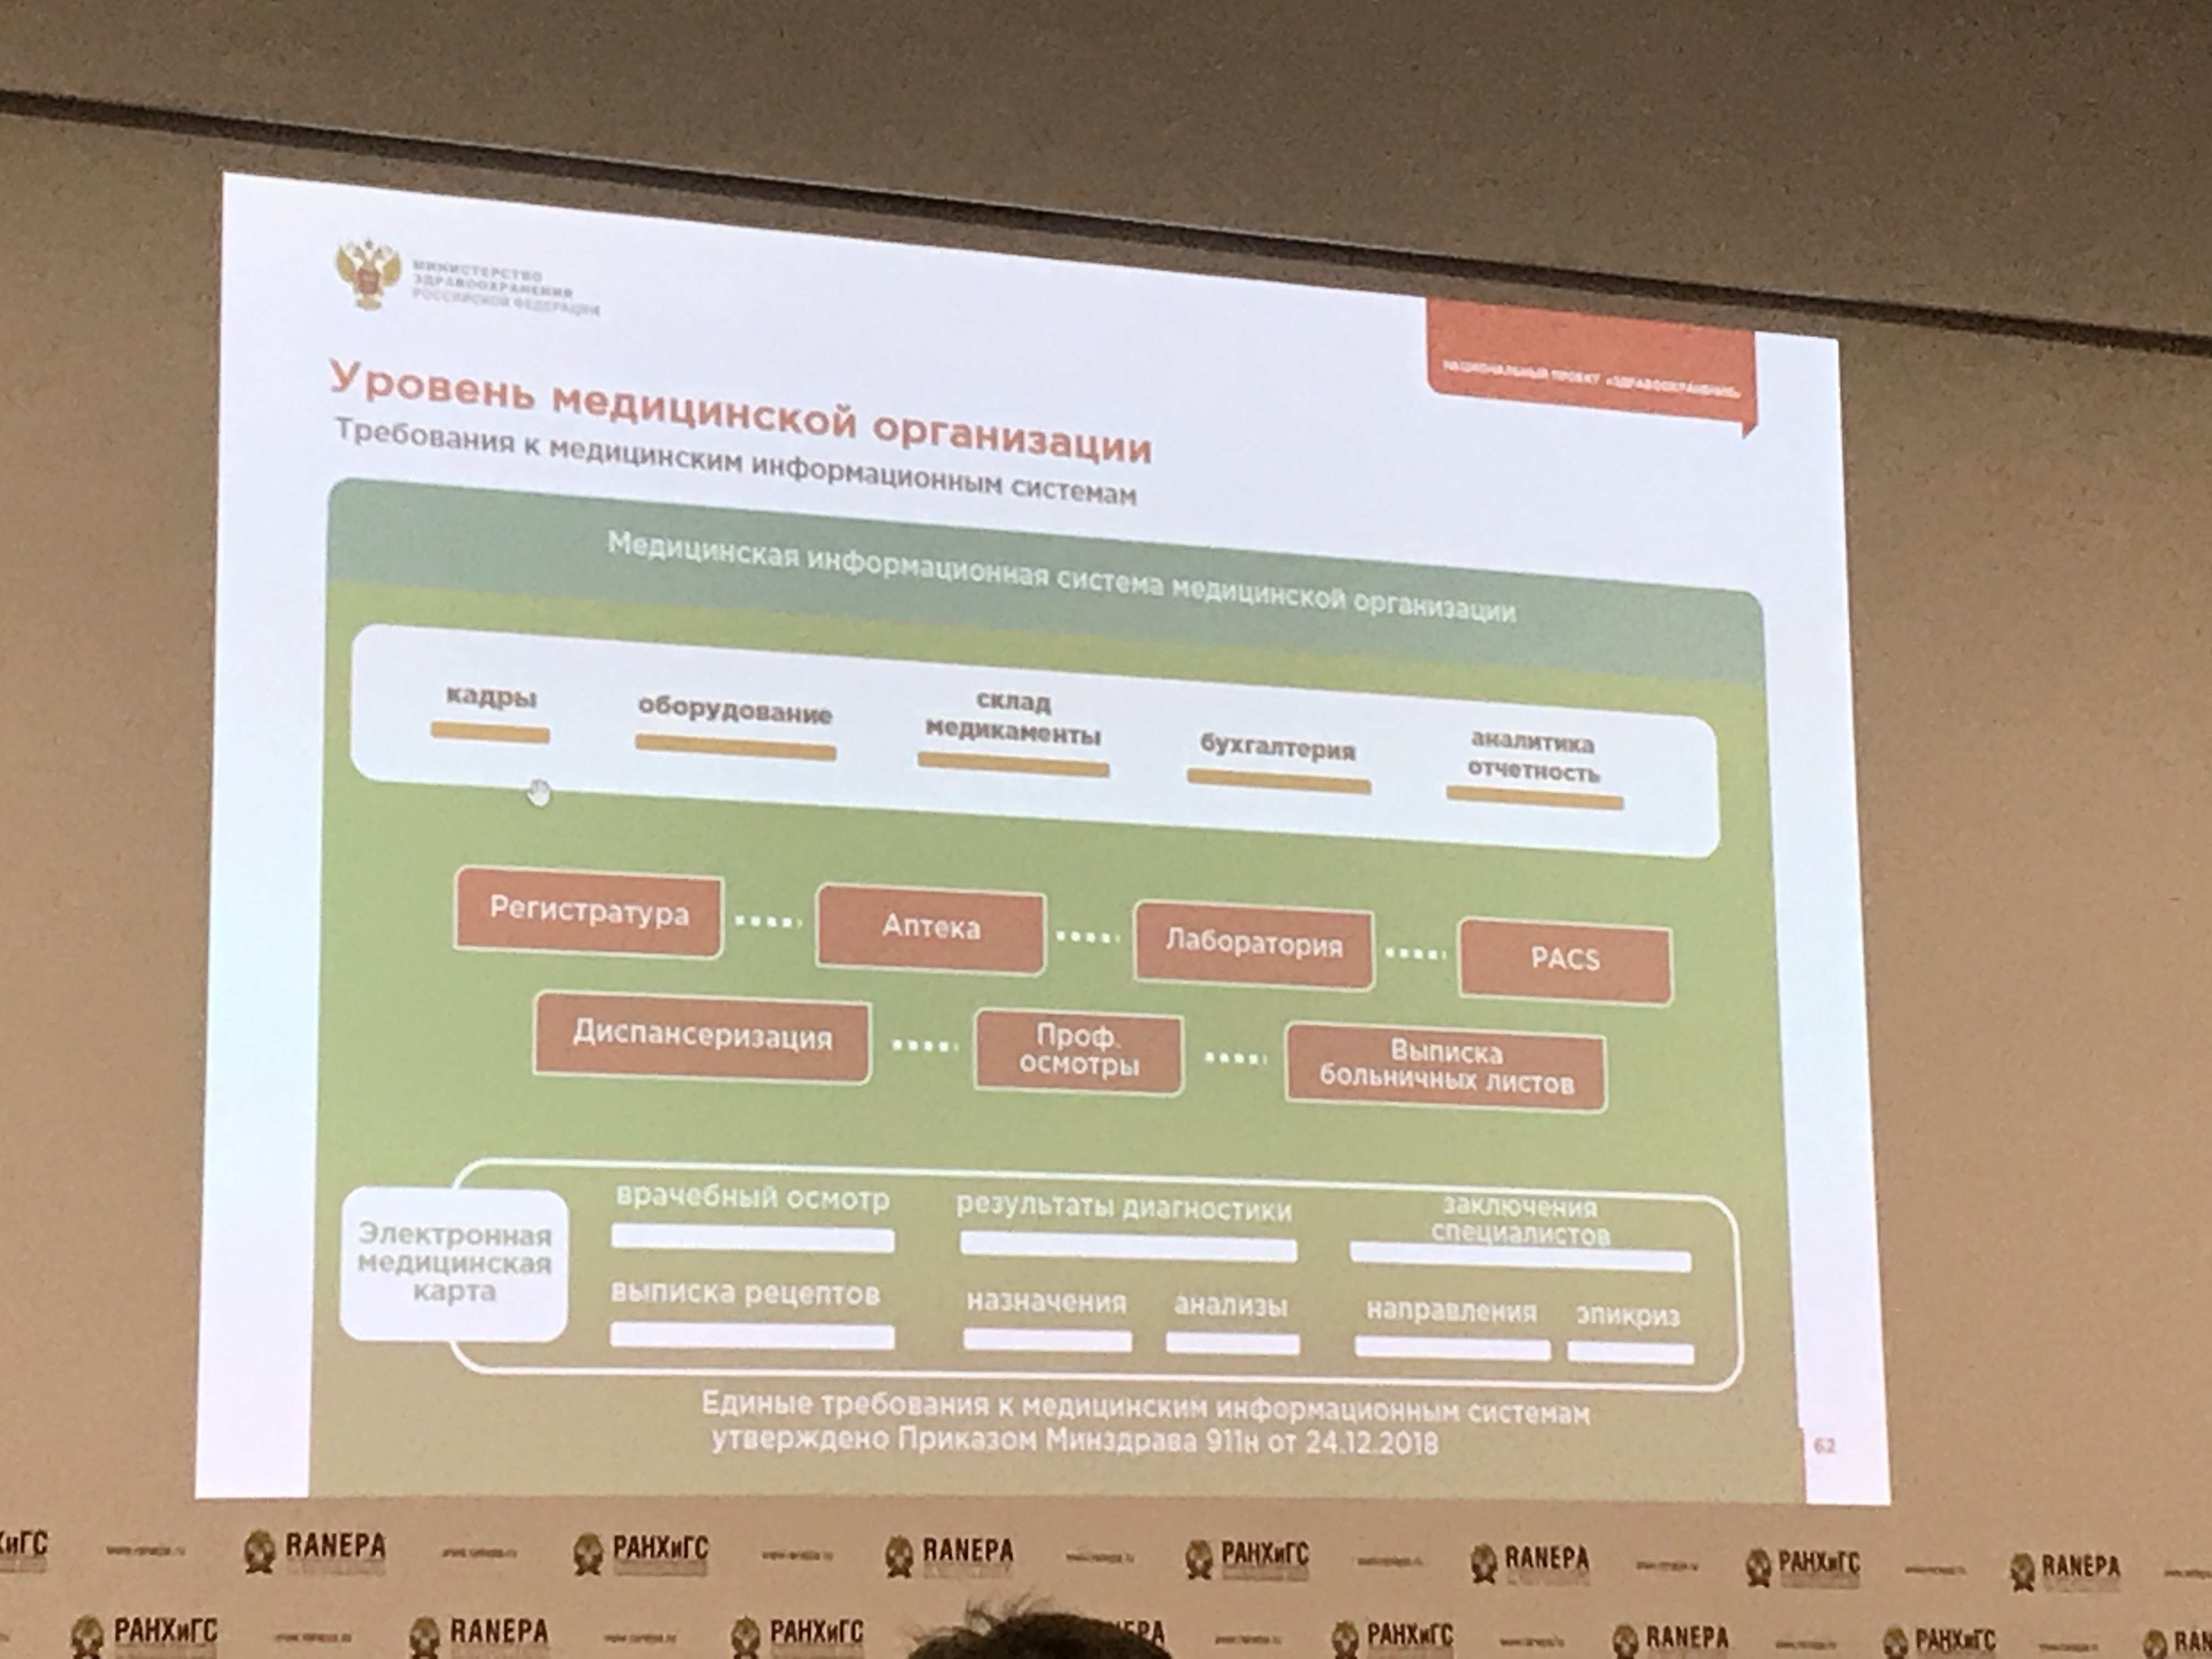 МИНИСТЕРСТВО
ЗДРАВООХРАНЕНИЯ
РОССИЙСКОЙ ФЕДЕРАЦИИ
НАЦИОНАЛЬНЫЙ ПРОЕКТ «ЗДРАВООХРАНЕНИЕ»
Уровень медицинской организации
Требования к медицинским информационным системам
Медицинская информационная система медицинской организации
кадры
оборудование
склад
медикаменты
бухгалтерия
аналитика
отчетность
Регистратура
Аптека
Лаборатория
PACS
Диспансеризация
Проф.
осмотры
Выписка
больничных листов
Электронная
медицинская
карта
врачебный осмотр
результаты диагностики
заключения
специалистов
выписка рецептов
назначения
анализы
направления
эпикриз
Единые требования к медицинским информационным системам
утверждено Приказом Минздрава 911н от 24.12.2018
62
ХиГС
RANEPA
РАНХиГС
RANEPA
РАНХиГС
RANEPA
РАНХиГС
RANEPA
РАНХиГС
RANEPA
РАНХиГС
EPA
РАНХиГС
RANEPA
РАНХиГС
RAN